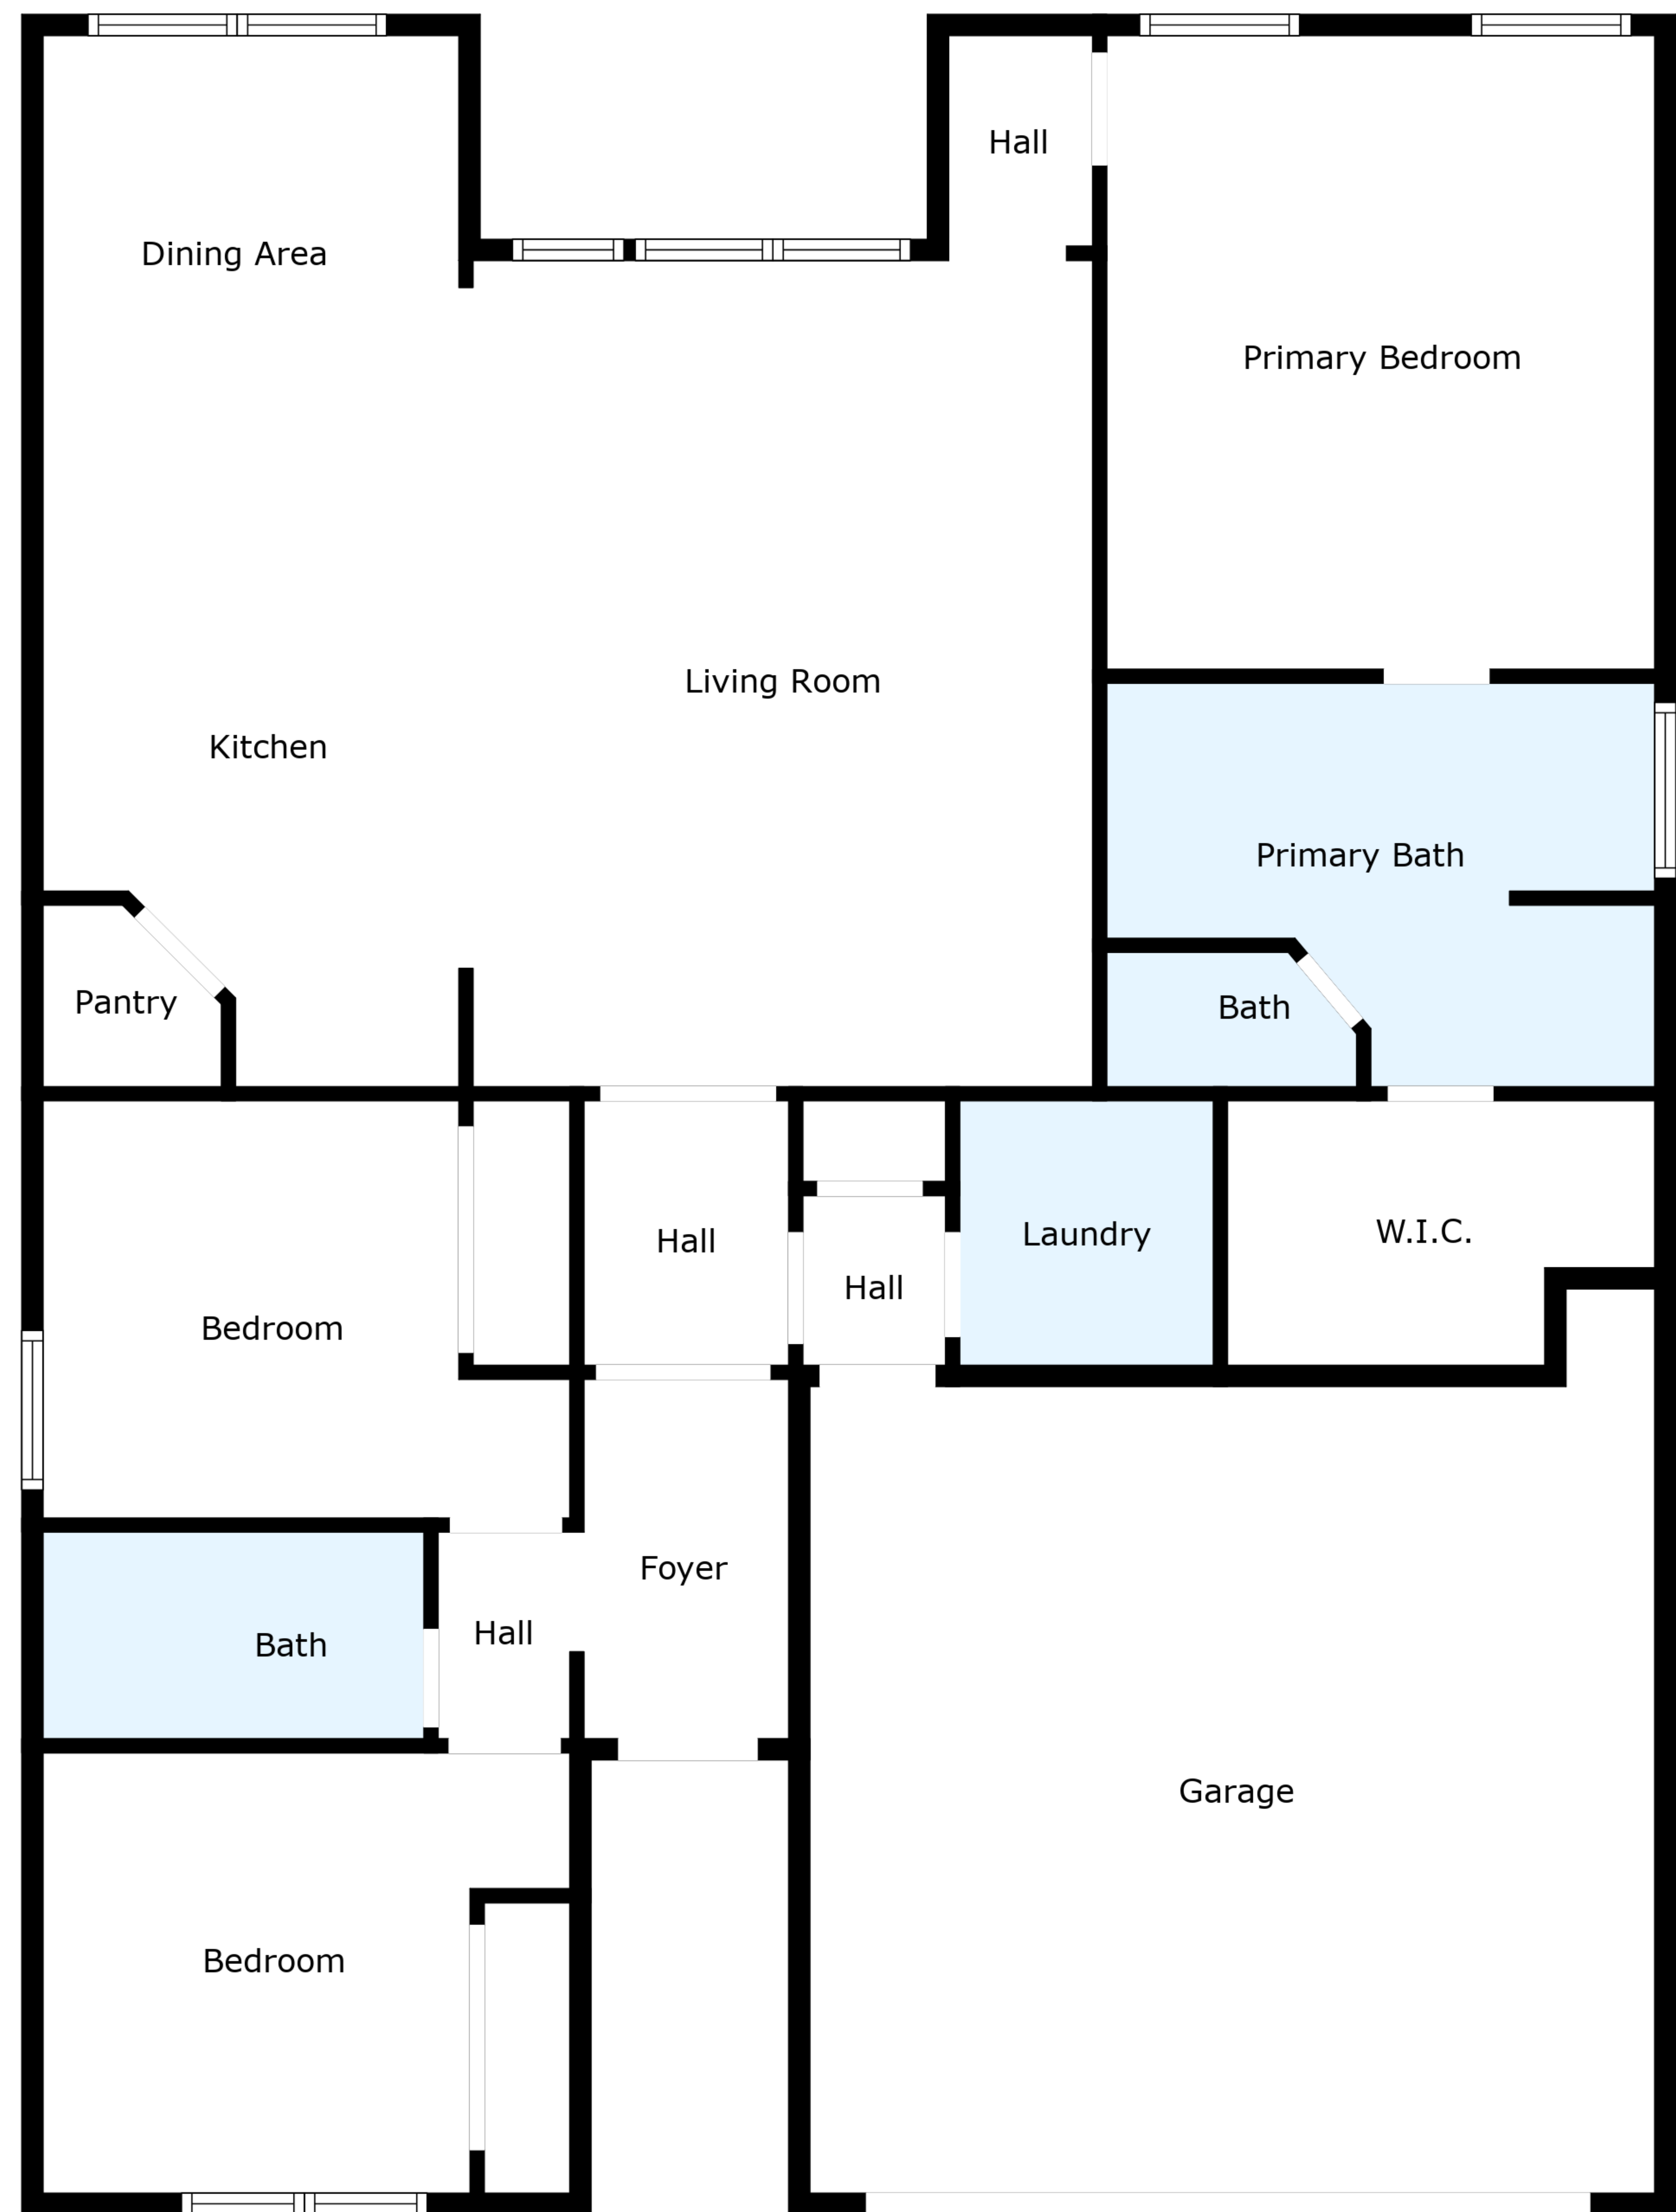 Hall
Dining Area
Primary Bedroom
Living Room
Kitchen
Primary Bath
Pantry
Bath
Hall
Laundry
W.I.C.
Hall
Bedroom
Foyer
Hall
Bath
Garage
Bedroom